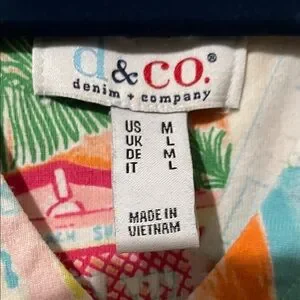 d&co.®
denim + company
US M
UK L
DE M
IT L
MADE IN
VIETNAM